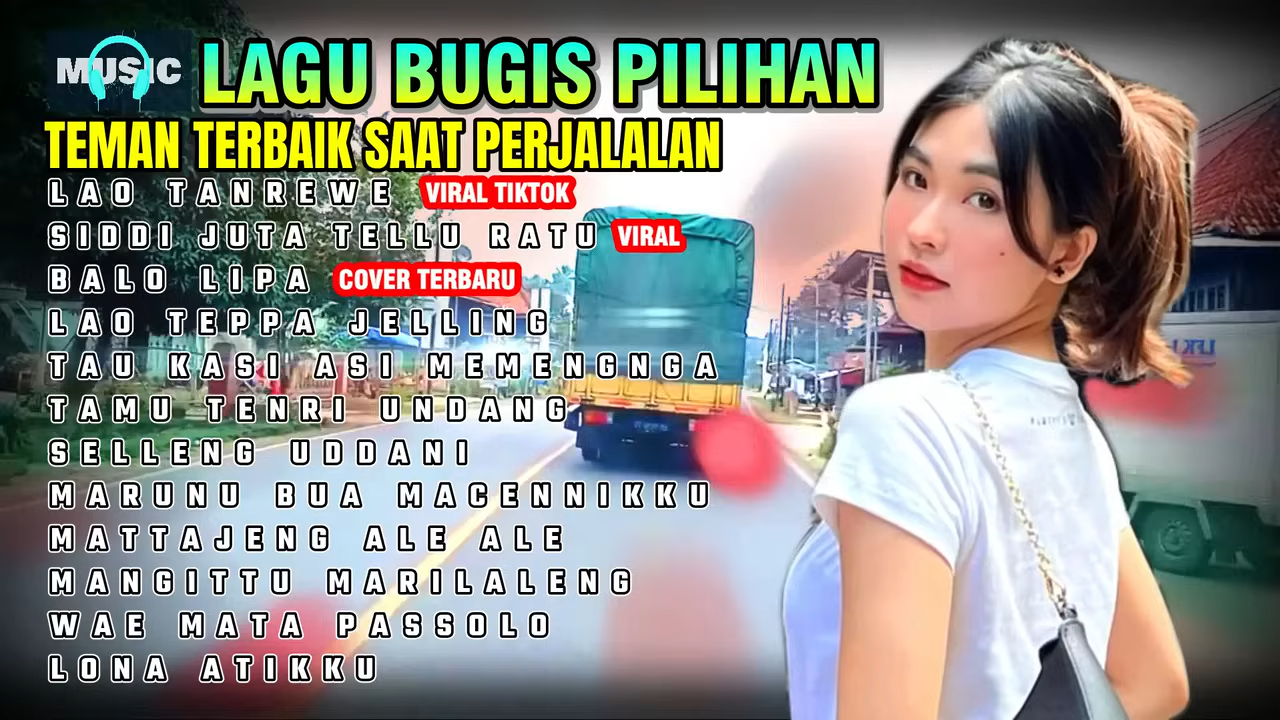 MUSIC
LAGU BUGIS PILIHAN
TEMAN TERBAIK SAAT PERJALALAN
LAO TANREWE VIRAL TIKTOK
SIDDI JUTA TELLU RATU VIRAL
BALO LIPA COVER TERBARU
LAO TEPPA JELLING
TAU KASI ASI MEMENGNGA
TAMU TENRI UNDANG
SELLENG UDDANI
MARUNU BUA MACENNIKKU
MATTAJENG ALE ALE
MANGITTU MARILALENG
WAE MATA PASSOLO
LONA ATIKKU